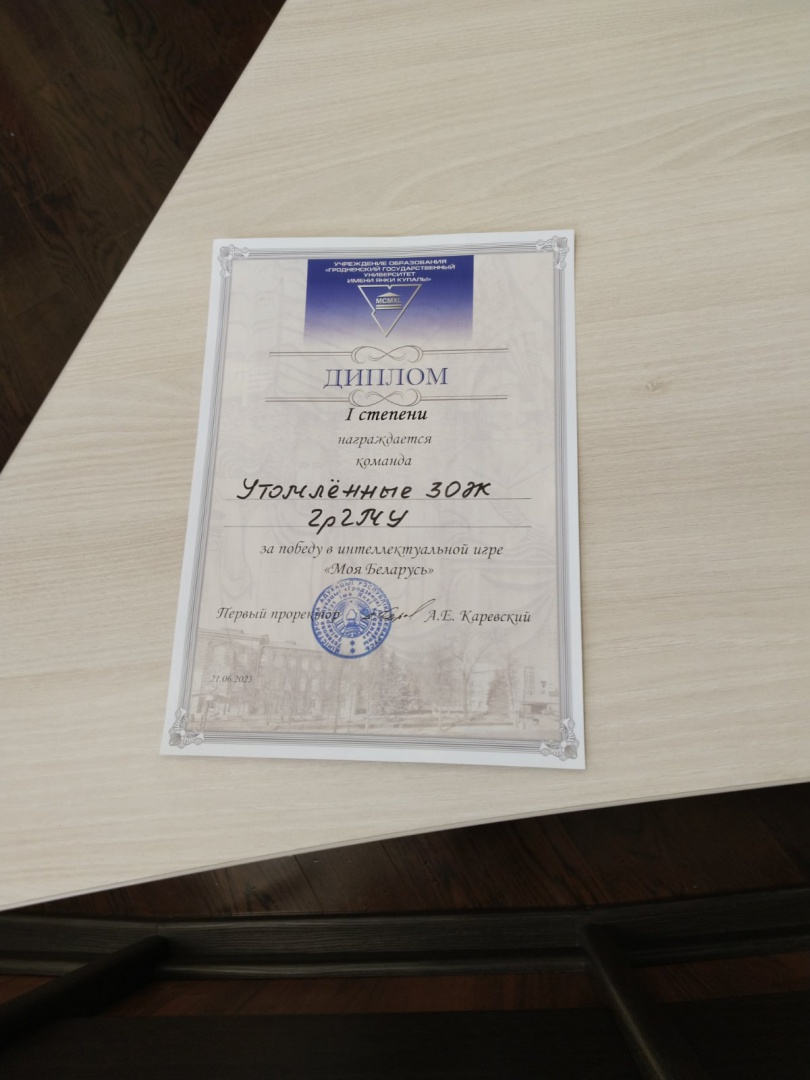 УЧРЕЖДЕНИЕ ОБРАЗОВАНИЯ
«ГРОДНЕНСКИЙ ГОСУДАРСТВЕННЫЙ
УНИВЕРСИТЕТ
ИМЕНИ ЯНКИ КУПАЛЫ»
MCMXL
ДИПЛОМ
I степени
награждается
команда
Утомлённые ЗОЖ
ГрГМУ
за победу в интеллектуальной игре
«Моя Беларусь»
Первый проректор А.Е. Каревский
21.06.2023